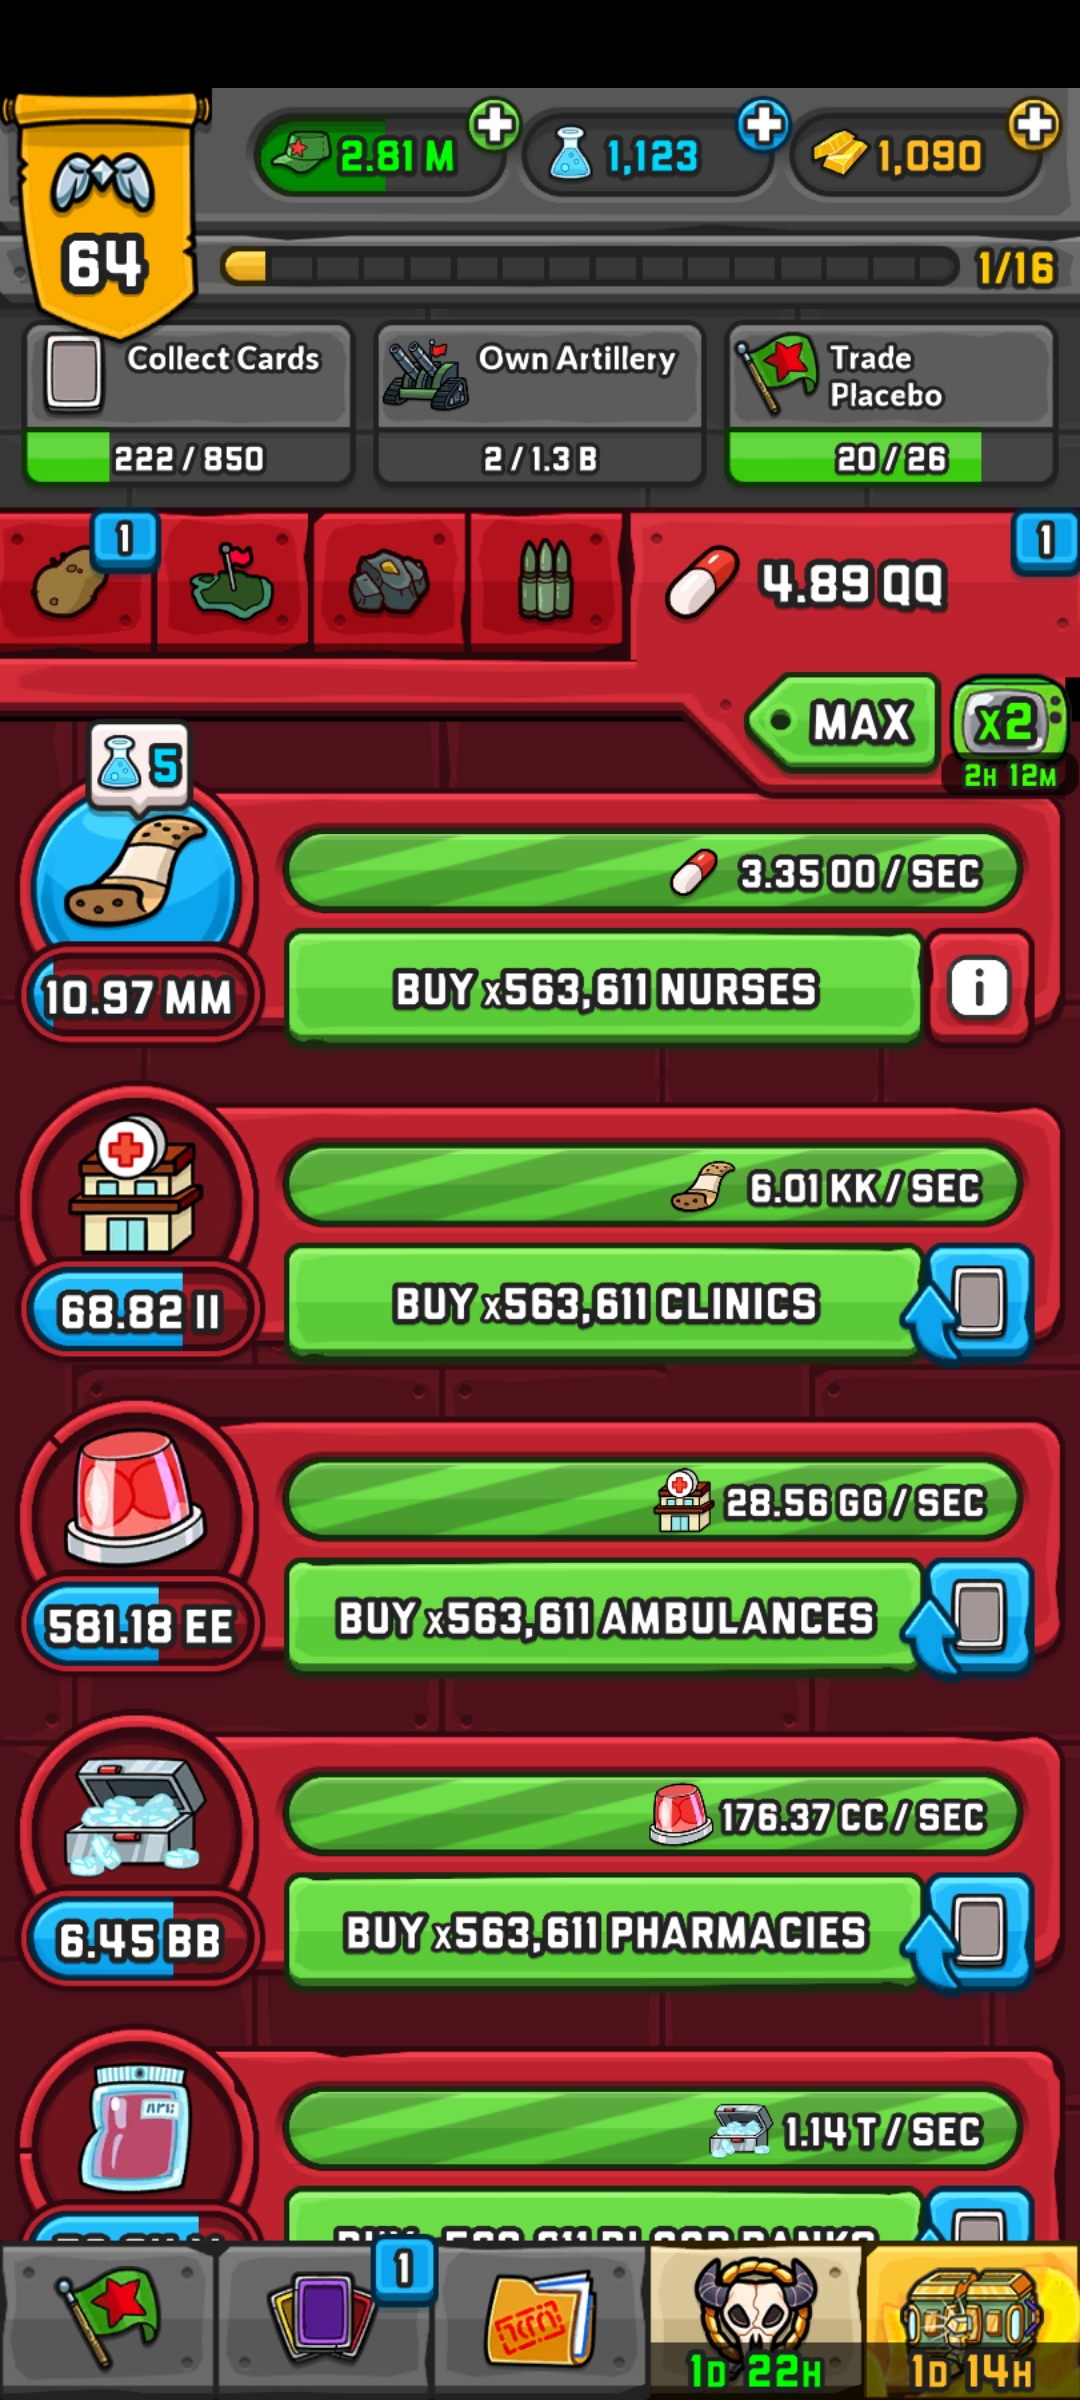 2.81 M
1,123
1,090
64
1/16
Collect Cards
Own Artillery
Trade
Placebo
222 / 850
2 / 1.3 B
20 / 26
1
1
4.89 QQ
MAX
x2
2H 12M
5
3.35 OO / SEC
10.97 MM
BUY x563,611 NURSES
i
6.01 KK / SEC
68.82 II
BUY x563,611 CLINICS
28.56 GG / SEC
581.18 EE
BUY x563,611 AMBULANCES
176.37 CC / SEC
6.45 BB
BUY x563,611 PHARMACIES
1.14 T / SEC
1
1D 22H
1D 14H